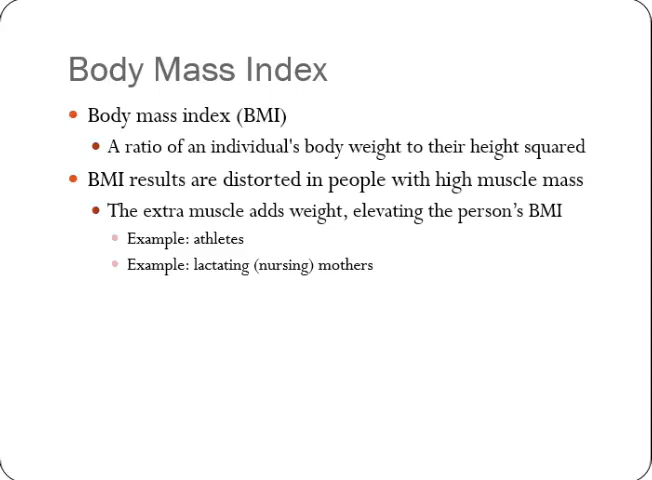 Body Mass Index
Body mass index (BMI)
A ratio of an individual's body weight to their height squared
BMI results are distorted in people with high muscle mass
The extra muscle adds weight, elevating the person’s BMI
Example: athletes
Example: lactating (nursing) mothers